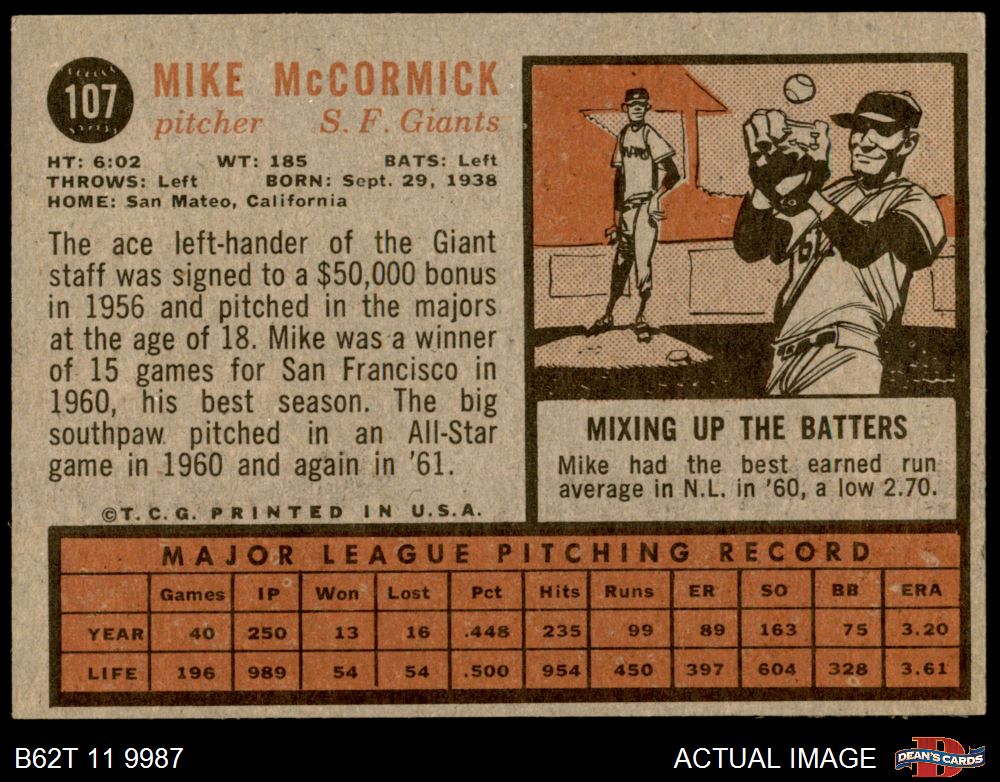 107
MIKE McCORMICK
pitcher S. F. Giants
HT: 6:02 WT: 185 BATS: Left
THROWS: Left BORN: Sept. 29, 1938
HOME: San Mateo, California
The ace left-hander of the Giant
staff was signed to a $50,000 bonus
in 1956 and pitched in the majors
at the age of 18. Mike was a winner
of 15 games for San Francisco in
1960, his best season. The big
southpaw pitched in an All-Star
game in 1960 and again in '61.
©T.C.G. PRINTED IN U.S.A.
MIXING UP THE BATTERS
Mike had the best earned run
average in N.L. in '60, a low 2.70.
MAJOR LEAGUE PITCHING RECORD
Games IP Won Lost Pct Hits Runs ER SO BB ERA
YEAR 40 250 13 16 .448 235 99 89 163 75 3.20
LIFE 196 989 54 54 .500 954 450 397 604 328 3.61
B62T 11 9987
ACTUAL IMAGE
D
DEAN'S CARDS